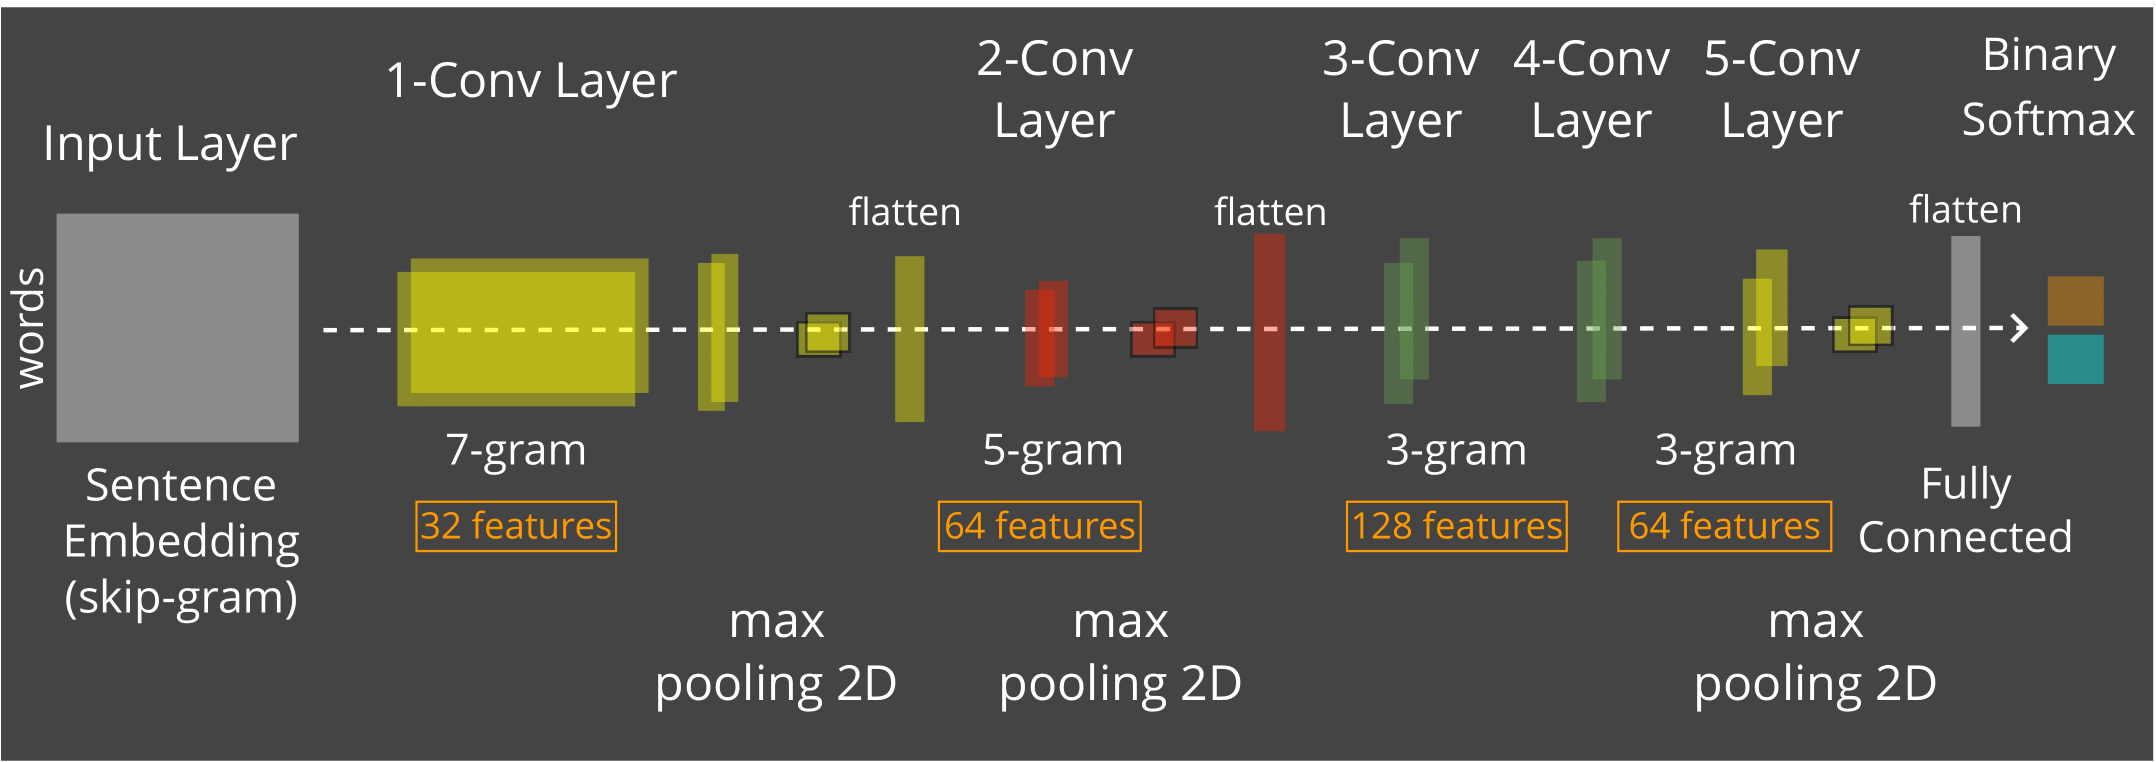 Input Layer
words
Sentence
Embedding
(skip-gram)
1-Conv Layer
7-gram
32 features
max
pooling 2D
flatten
2-Conv
Layer
5-gram
64 features
max
pooling 2D
flatten
3-Conv
Layer
4-Conv
Layer
3-gram
128 features
5-Conv
Layer
3-gram
64 features
max
pooling 2D
flatten
Fully
Connected
Binary
Softmax